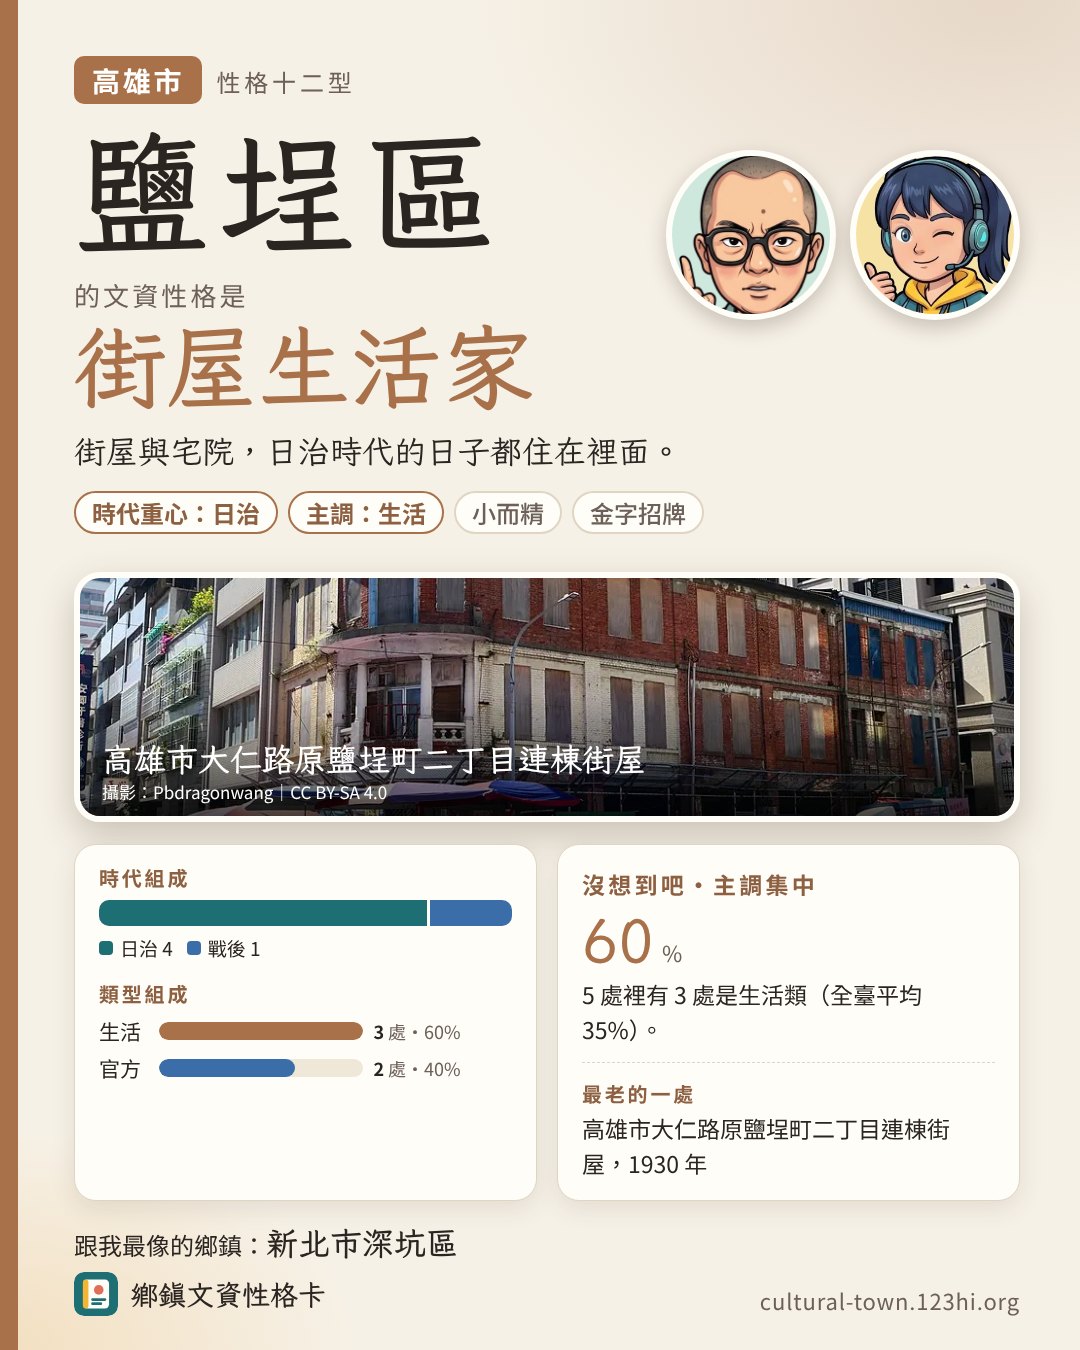 高雄市 性格十二型
鹽埕區
的文資性格是
街屋生活家
街屋與宅院，日治時代的日子都住在裡面。
時代重心：日治 主調：生活 小而精 金字招牌
高雄市大仁路原鹽埕町二丁目連棟街屋
攝影：Pbdragonwang｜CC BY-SA 4.0
時代組成
日治 4 戰後 1
類型組成
生活 3 處・60%
官方 2 處・40%
沒想到吧・主調集中
60 %
5 處裡有 3 處是生活類（全臺平均
35%）。
最老的一處
高雄市大仁路原鹽埕町二丁目連棟街
屋，1930 年
跟我最像的鄉鎮：新北市深坑區
鄉鎮文資性格卡
cultural-town.123hi.org